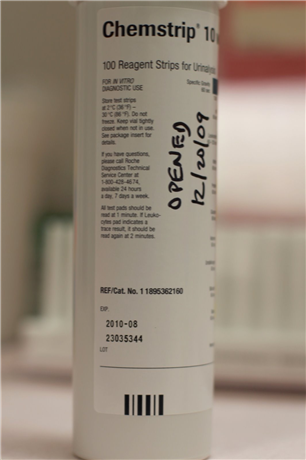 Chemstrip® 10
100 Reagent Strips for Urinalysis
FOR IN VITRO
DIAGNOSTIC USE
Specific Gravity
Store test strips
at 2°C (36 °F) –
30°C (86 °F). Do not
freeze. Keep vial tightly
closed when not in use.
See package insert for
details.
If you have questions,
please call Roche
Diagnostics Technical
Service Center at
1-800-428-4674,
available 24 hours
a day, 7 days a week.
All test pads should be
read at 1 minute. If Leuko-
cytes pad indicates a
trace result, it should be
read again at 2 minutes.
OPENED
12/20/09
REF/Cat. No. 11895362160
EXP.
2010-08
23035344
LOT